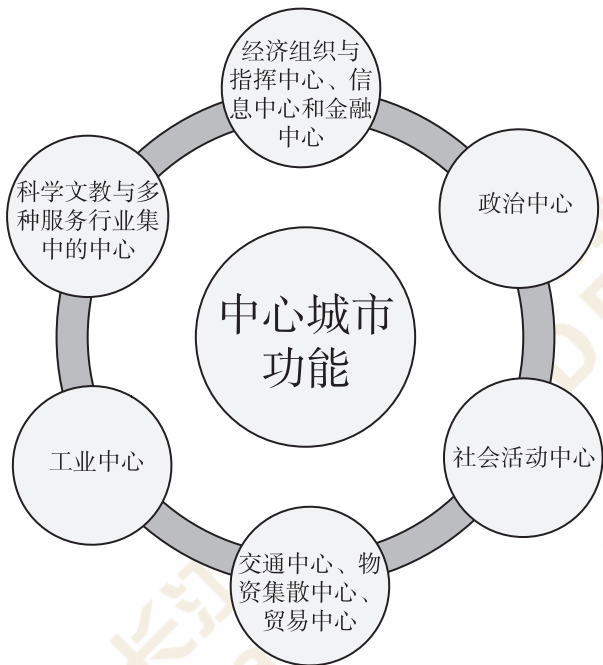 经济组织与
指挥中心、信
息中心和金融
中心
政治中心
社会活动中心
交通中心、物
资集散中心、
贸易中心
工业中心
科学文教与多
种服务行业集
中的中心
中心城市
功能
长江